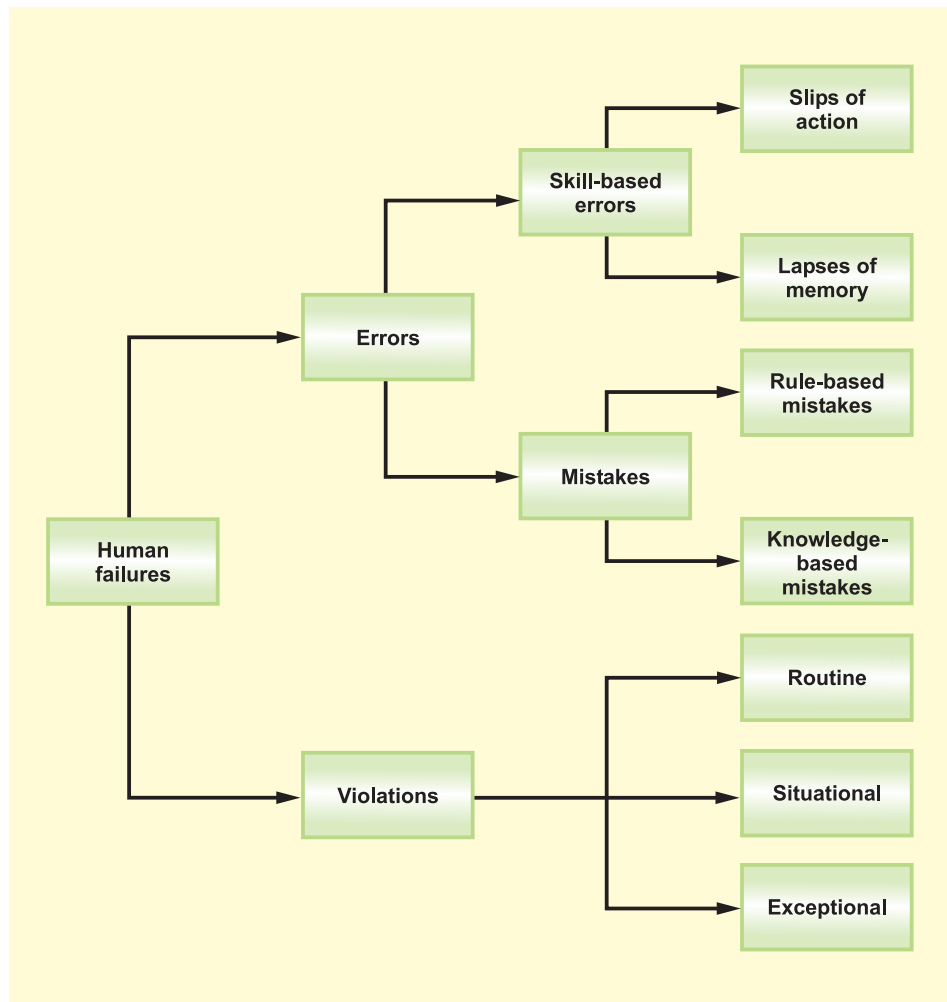 Slips of
action
Skill-based
errors
Lapses of
memory
Errors
Rule-based
mistakes
Mistakes
Knowledge-
based
mistakes
Human
failures
Routine
Violations
Situational
Exceptional